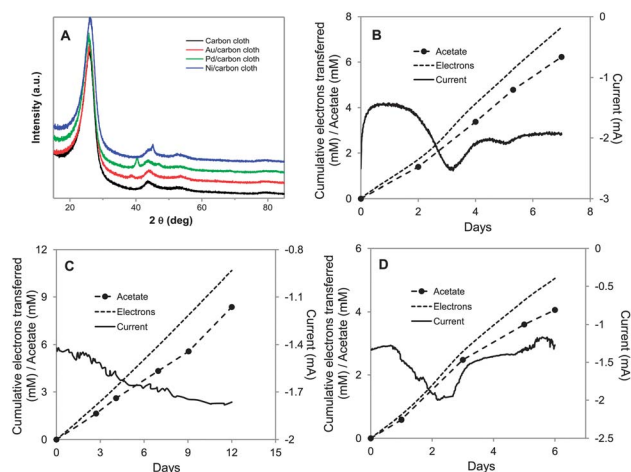 A
Carbon cloth
Au/carbon cloth
Pd/carbon cloth
Ni/carbon cloth
Intensity (a.u.)
20
40
60
80
2 θ (deg)
B
Acetate
Electrons
Current
Cumulative electrons transferred
(mM) / Acetate (mM)
8
6
4
2
0
0
2
4
6
8
Days
0
-1
-2
-3
Current (mA)
C
Acetate
Electrons
Current
Cumulative electrons transferred
(mM) / Acetate (mM)
12
9
6
3
0
0
3
6
9
12
15
Days
-0.8
-1.1
-1.4
-1.7
-2
Current (mA)
D
Acetate
Electrons
Current
Cumulative electrons transferred
(mM) / Acetate (mM)
6
4
2
0
0
2
4
6
Days
0
-0.5
-1
-1.5
-2
-2.5
Current (mA)